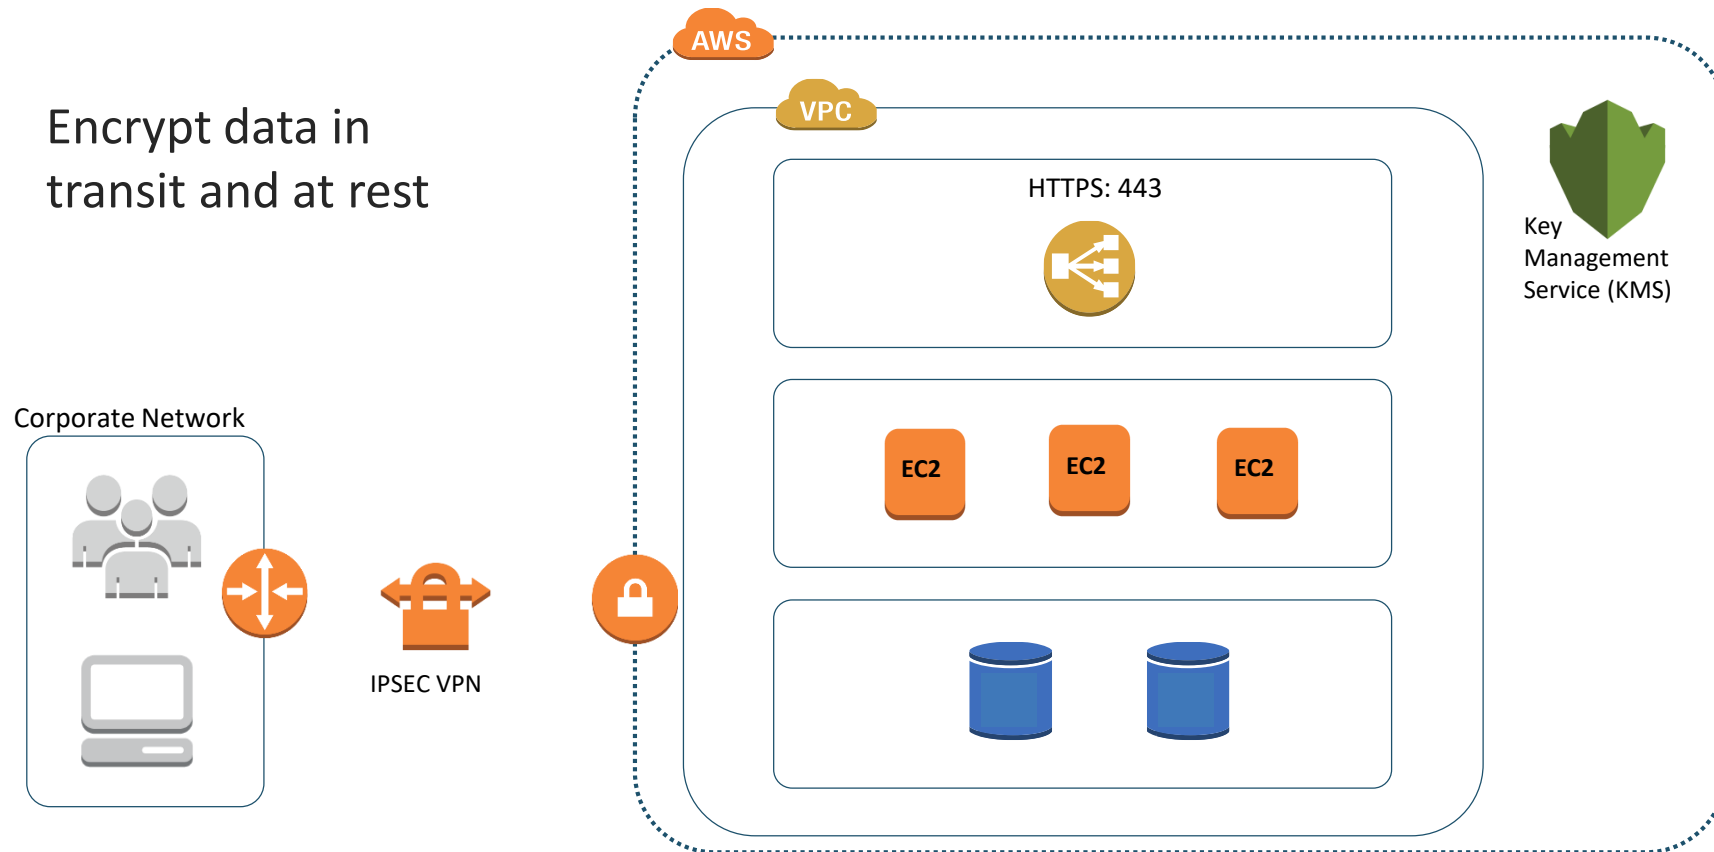 Encrypt data in
transit and at rest
AWS
VPC
HTTPS: 443
Key
Management
Service (KMS)
Corporate Network
EC2
EC2
EC2
IPSEC VPN